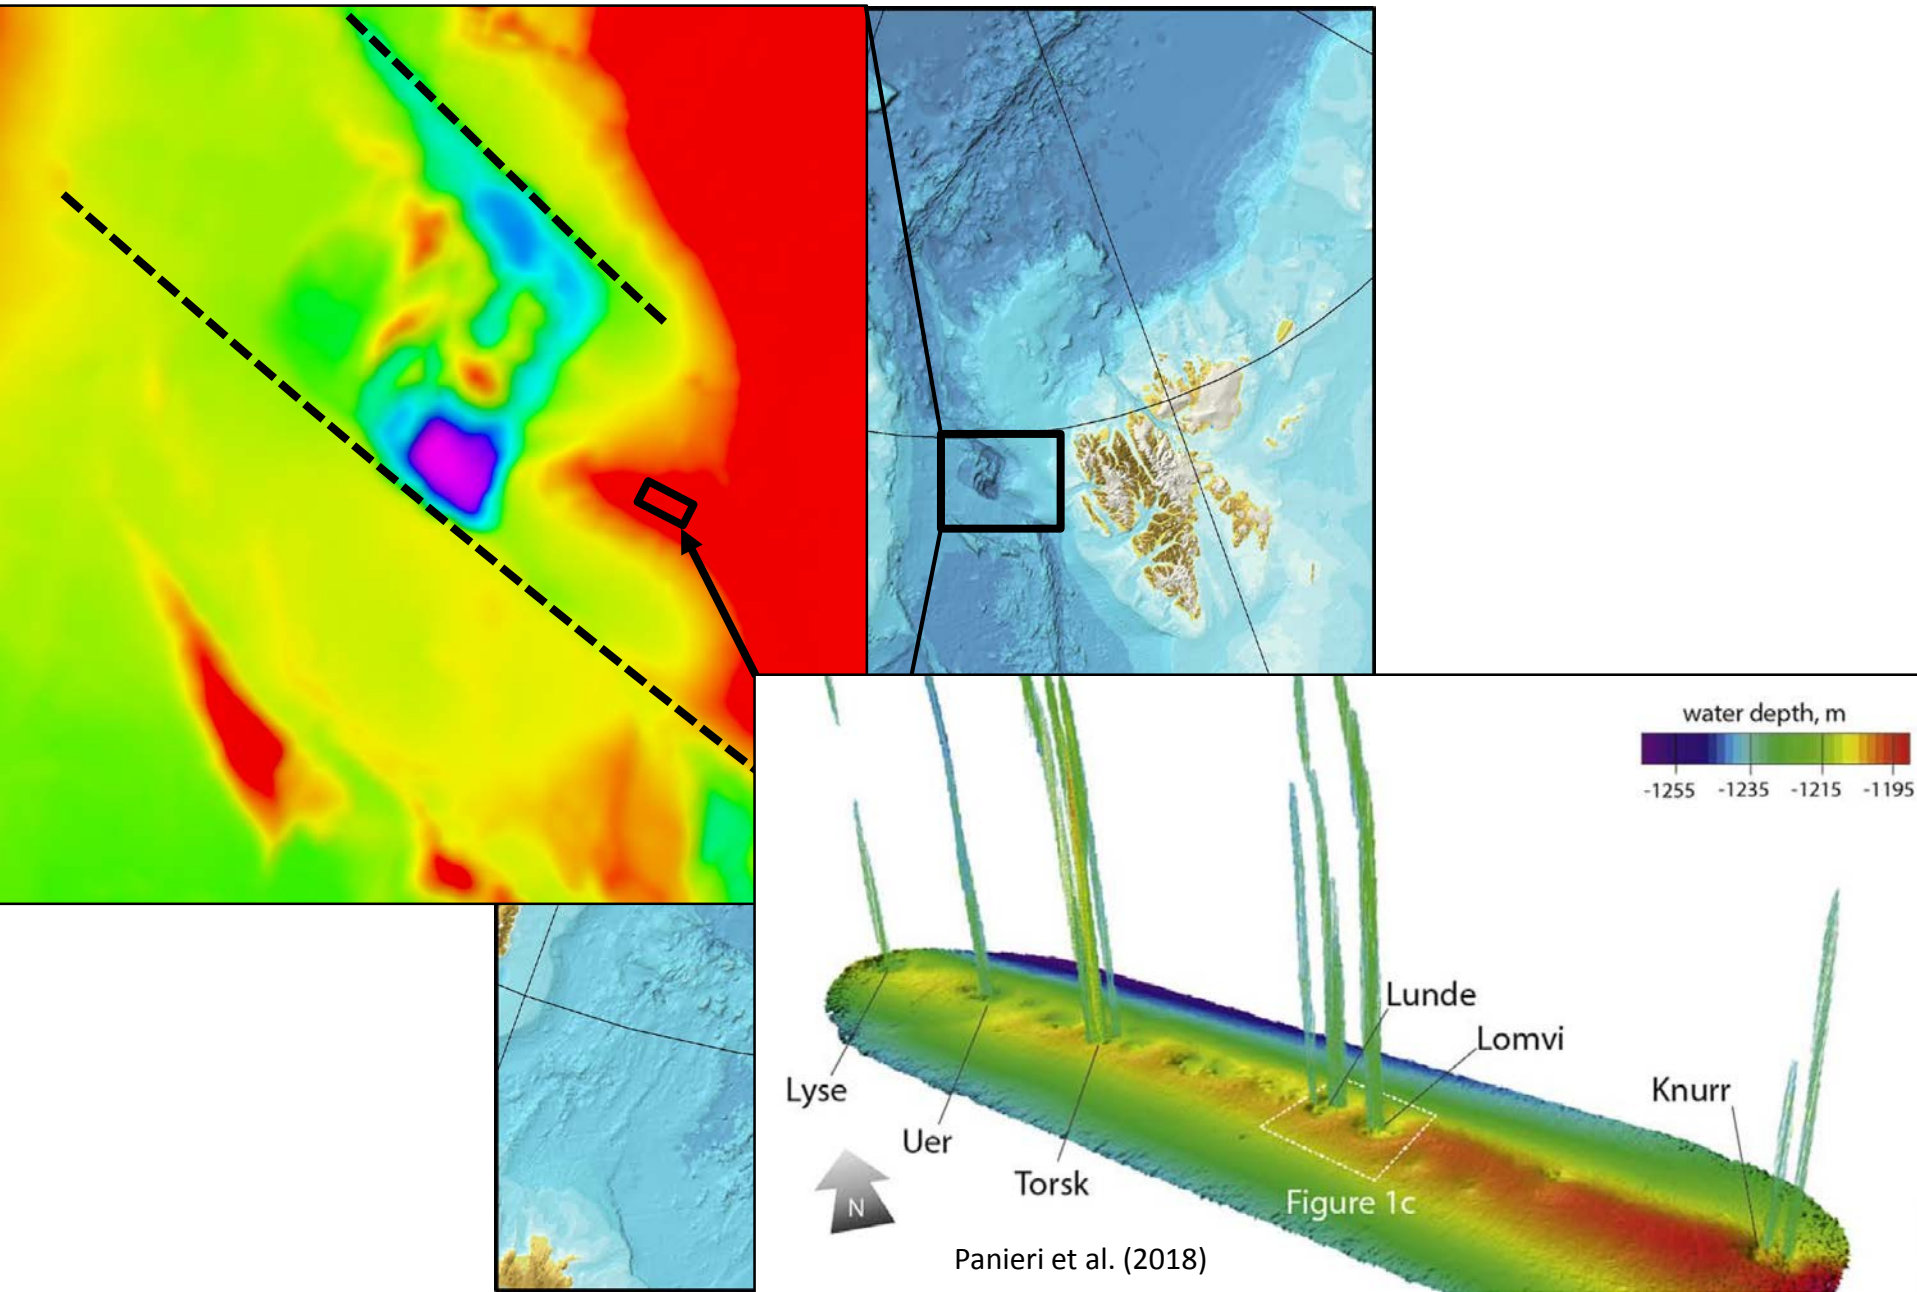 water depth, m
-1255 -1235 -1215 -1195
Lunde
Lomvi
Knurr
Lyse
Uer
Torsk
Figure 1c
N
Panieri et al. (2018)